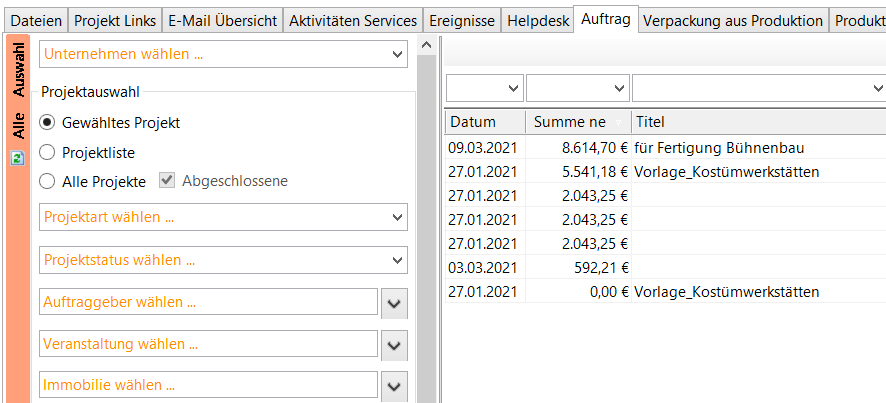 Dateien Projekt Links E-Mail Übersicht Aktivitäten Services Ereignisse Helpdesk Auftrag Verpackung aus Produktion Produkt
Alle Auswahl
Unternehmen wählen ...
Projektauswahl
Gewähltes Projekt
Projektliste
Alle Projekte Abgeschlossene
Projektart wählen ...
Projektstatus wählen ...
Auftraggeber wählen ...
Veranstaltung wählen ...
Immobilie wählen ...
Datum Summe ne Titel
09.03.2021 8.614,70 € für Fertigung Bühnenbau
27.01.2021 5.541,18 € Vorlage_Kostümwerkstätten
27.01.2021 2.043,25 €
27.01.2021 2.043,25 €
27.01.2021 2.043,25 €
03.03.2021 592,21 €
27.01.2021 0,00 € Vorlage_Kostümwerkstätten